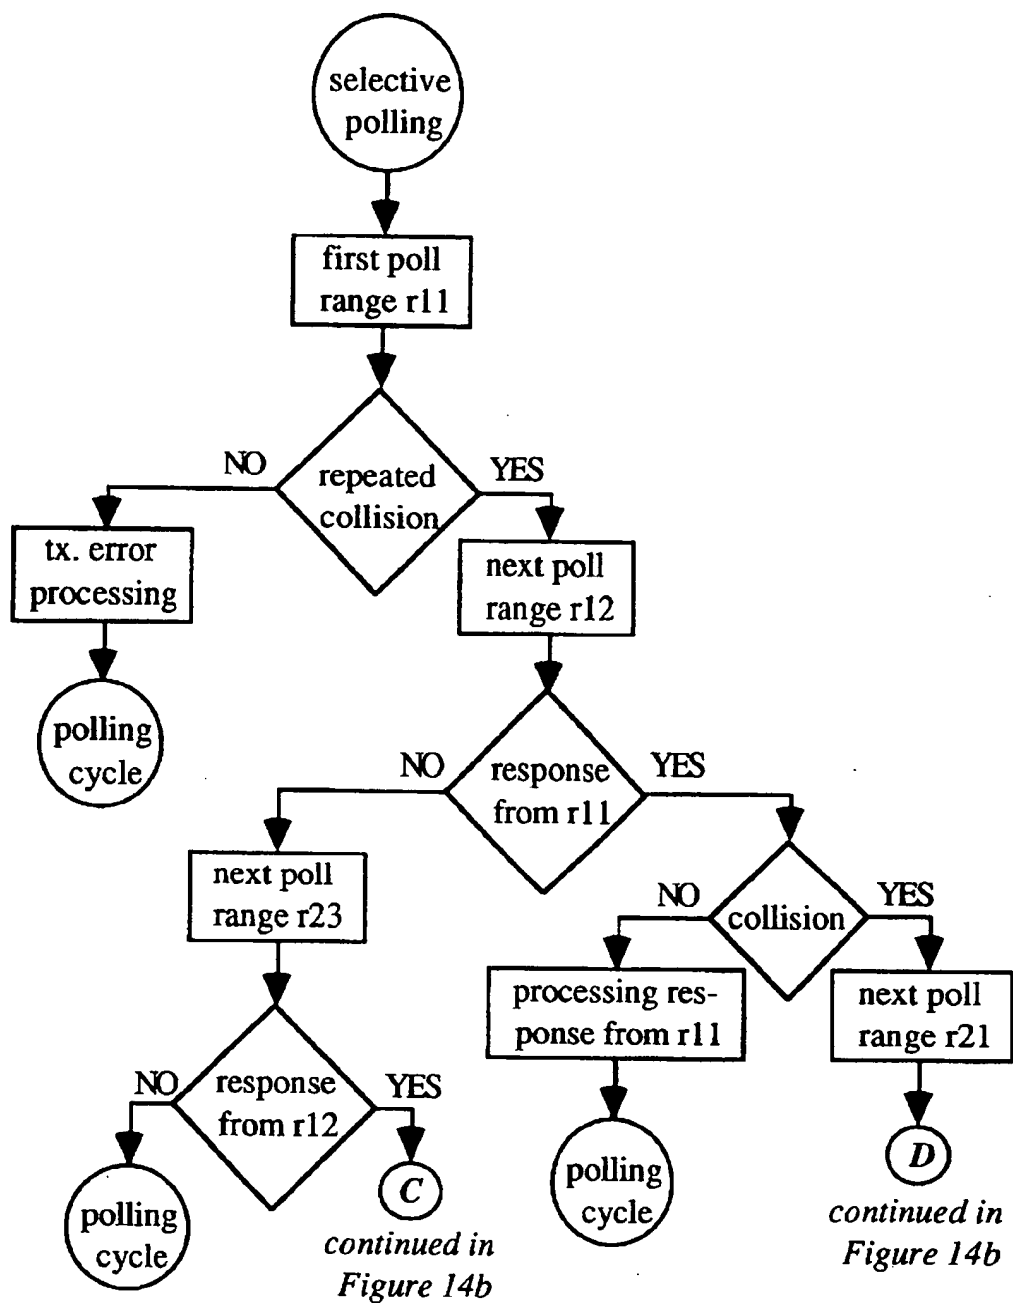 selective
polling
first poll
range r11
NO
YES
repeated
collision
tx. error
processing
next poll
range r12
polling
cycle
NO
YES
response
from r11
next poll
range r23
NO
YES
collision
processing res-
ponse from r11
next poll
range r21
NO
YES
response
from r12
polling
cycle
C
continued in
Figure 14b
polling
cycle
D
continued in
Figure 14b